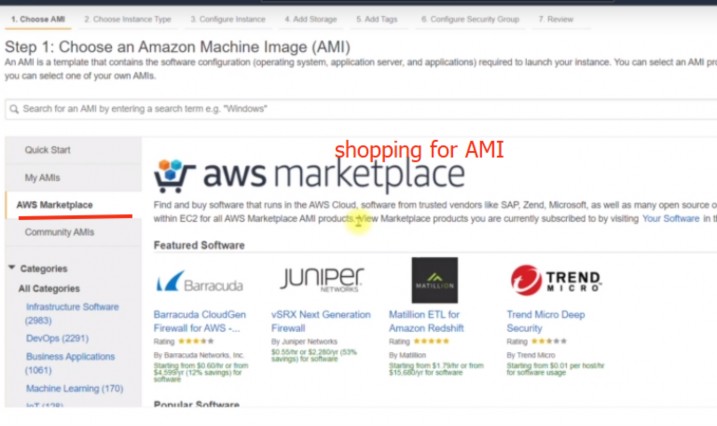 1. Choose AMI 2. Choose Instance Type 3. Configure Instance 4. Add Storage 5. Add Tags 6. Configure Security Group 7. Review
Step 1: Choose an Amazon Machine Image (AMI)
An AMI is a template that contains the software configuration (operating system, application server, and applications) required to launch your instance. You can select an AMI pro
you can select one of your own AMIs.
Search for an AMI by entering a search term e.g. "Windows"
Quick Start
My AMIs
AWS Marketplace
Community AMIs
Categories
All Categories
Infrastructure Software
(2983)
DevOps (2291)
Business Applications
(1061)
Machine Learning (170)
IoT (128)
shopping for AMI
aws marketplace
Find and buy software that runs in the AWS Cloud, software from trusted vendors like SAP, Zend, Microsoft, as well as many open source o
within EC2 for all AWS Marketplace AMI products. View Marketplace products you are currently subscribed to by visiting Your Software in th
Featured Software
Barracuda
Barracuda CloudGen
Firewall for AWS -...
Rating
By Barracuda Networks, Inc.
Starting from $0.60/hr or from
$4,599/yr (12% savings) for
software
JUNIPER
NETWORKS
vSRX Next Generation
Firewall
By Juniper Networks
$0.55/hr or $2,280/yr (53%
savings) for software
MATILLION
Matillion ETL for
Amazon Redshift
Rating
By Matillion
Starting from $1.79/hr or from
$15,680/yr for software
TREND
MICRO
Trend Micro Deep
Security
Rating
By Trend Micro
Starting from $0.01 per host/hr
for software usage
Popular Software